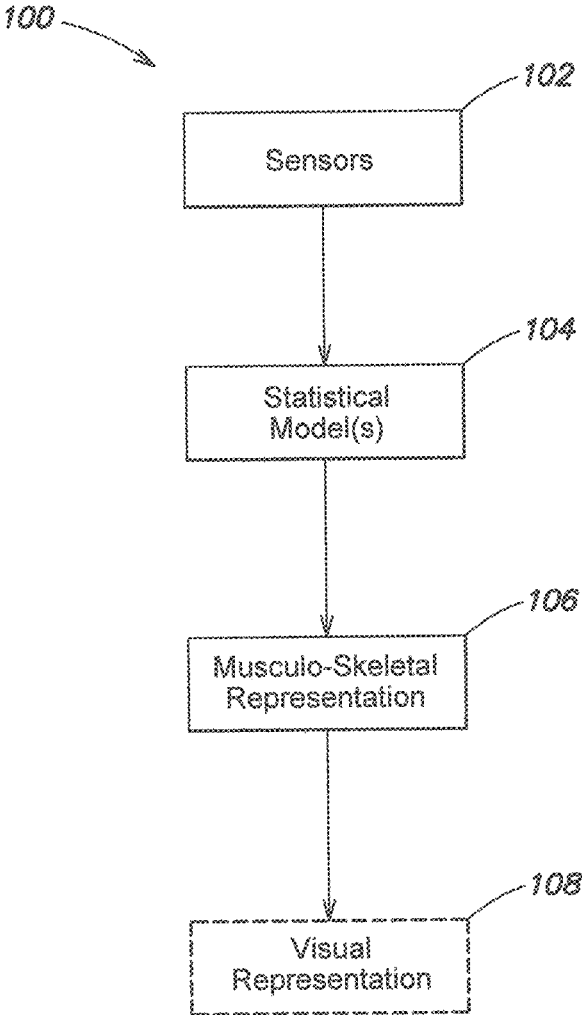 100
102
Sensors
104
Statistical
Model(s)
106
Musculo-Skeletal
Representation
108
Visual
Representation